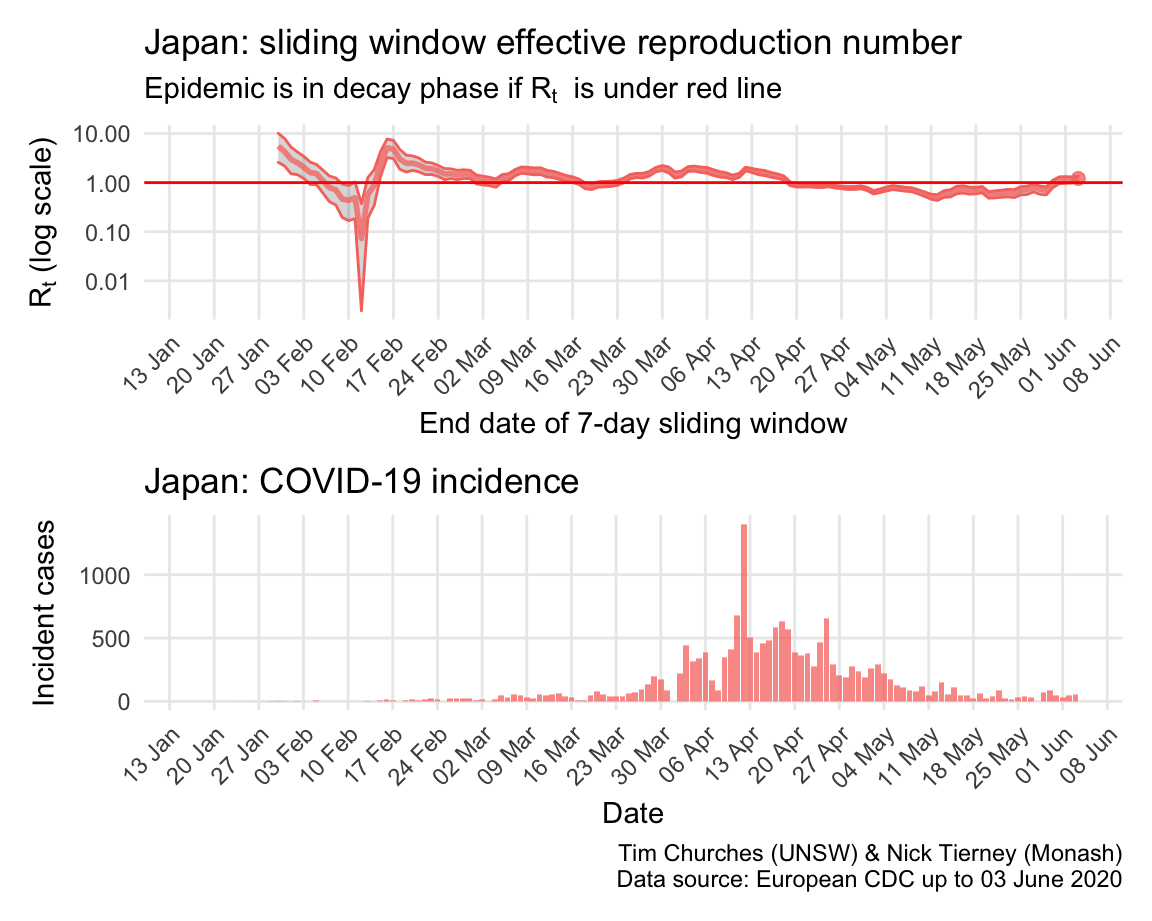 Japan: sliding window effective reproduction number
Epidemic is in decay phase if Rt is under red line
Rt (log scale)
10.00
1.00
0.10
0.01
13 Jan
20 Jan
27 Jan
03 Feb
10 Feb
17 Feb
24 Feb
02 Mar
09 Mar
16 Mar
23 Mar
30 Mar
06 Apr
13 Apr
20 Apr
27 Apr
04 May
11 May
18 May
25 May
01 Jun
08 Jun
End date of 7-day sliding window
Japan: COVID-19 incidence
Incident cases
1000
500
0
13 Jan
20 Jan
27 Jan
03 Feb
10 Feb
17 Feb
24 Feb
02 Mar
09 Mar
16 Mar
23 Mar
30 Mar
06 Apr
13 Apr
20 Apr
27 Apr
04 May
11 May
18 May
25 May
01 Jun
08 Jun
Date
Tim Churches (UNSW) & Nick Tierney (Monash)
Data source: European CDC up to 03 June 2020